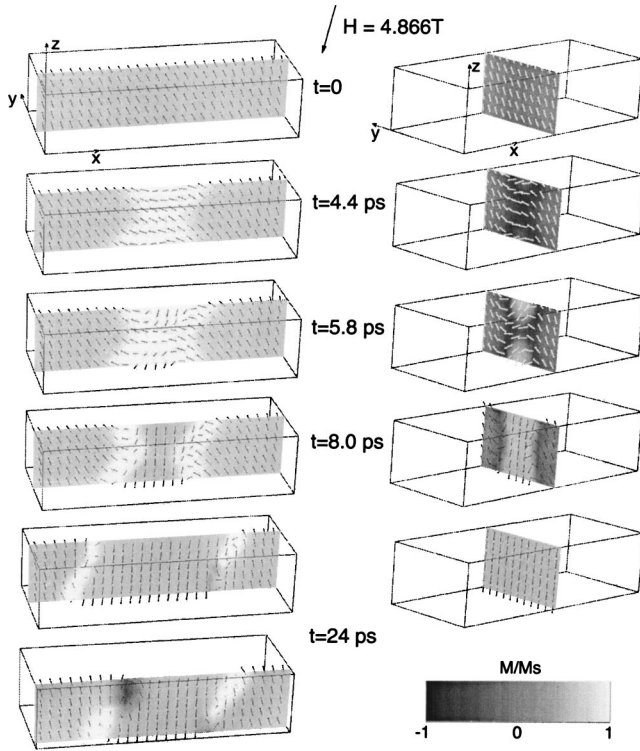 H = 4.866T
z
y
x
t=0
z
y
x
t=4.4 ps
t=5.8 ps
t=8.0 ps
t=24 ps
M/Ms
-1 0 1